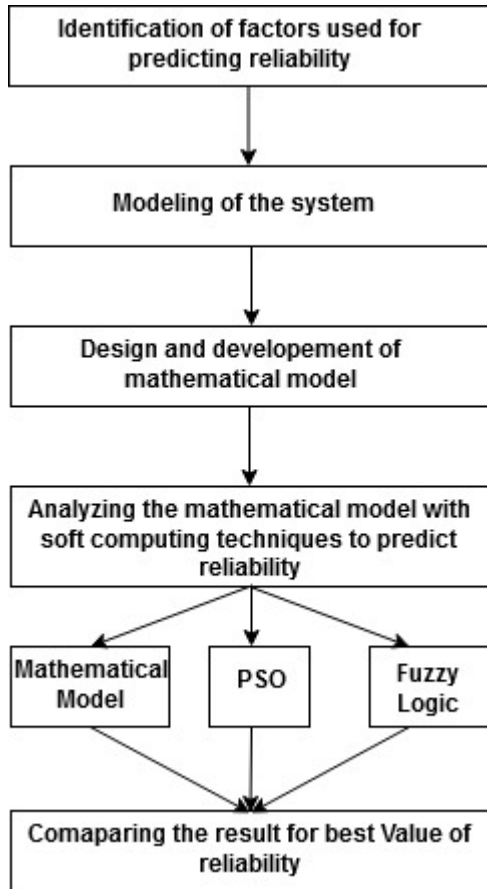 Identification of factors used for
predicting reliability
Modeling of the system
Design and developement of
mathematical model
Analyzing the mathematical model with
soft computing techniques to predict
reliability
Mathematical
Model
PSO
Fuzzy
Logic
Comaparing the result for best Value of
reliability